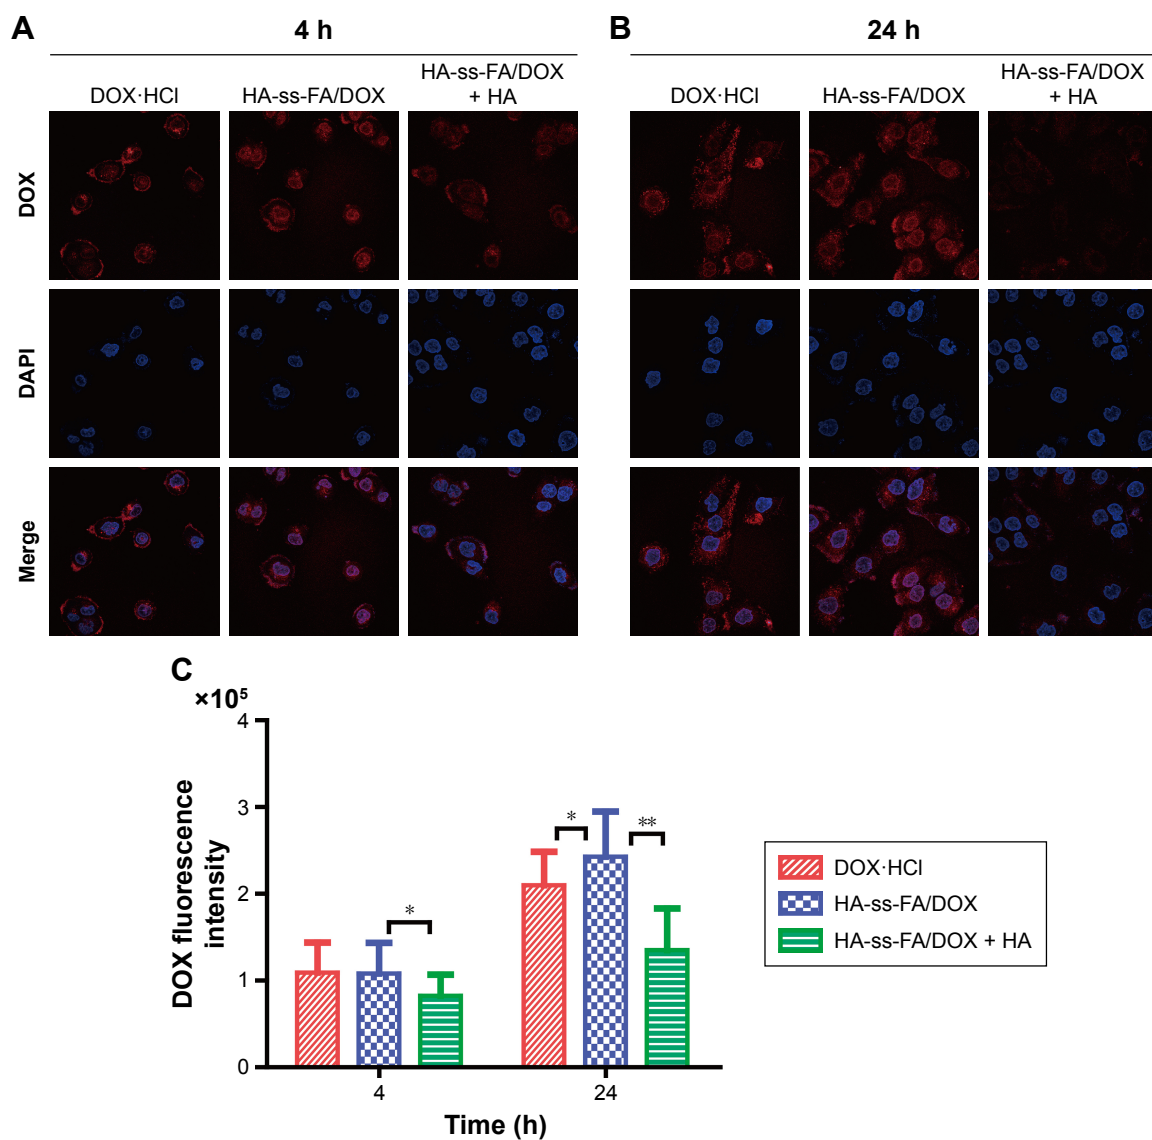 A
4 h
DOX·HCl
HA-ss-FA/DOX
HA-ss-FA/DOX
+ HA
DOX
DAPI
Merge
B
24 h
DOX·HCl
HA-ss-FA/DOX
HA-ss-FA/DOX
+ HA
C
×10⁵
DOX fluorescence
intensity
4
3
2
1
0
*
*
**
4
24
Time (h)
DOX·HCl
HA-ss-FA/DOX
HA-ss-FA/DOX + HA